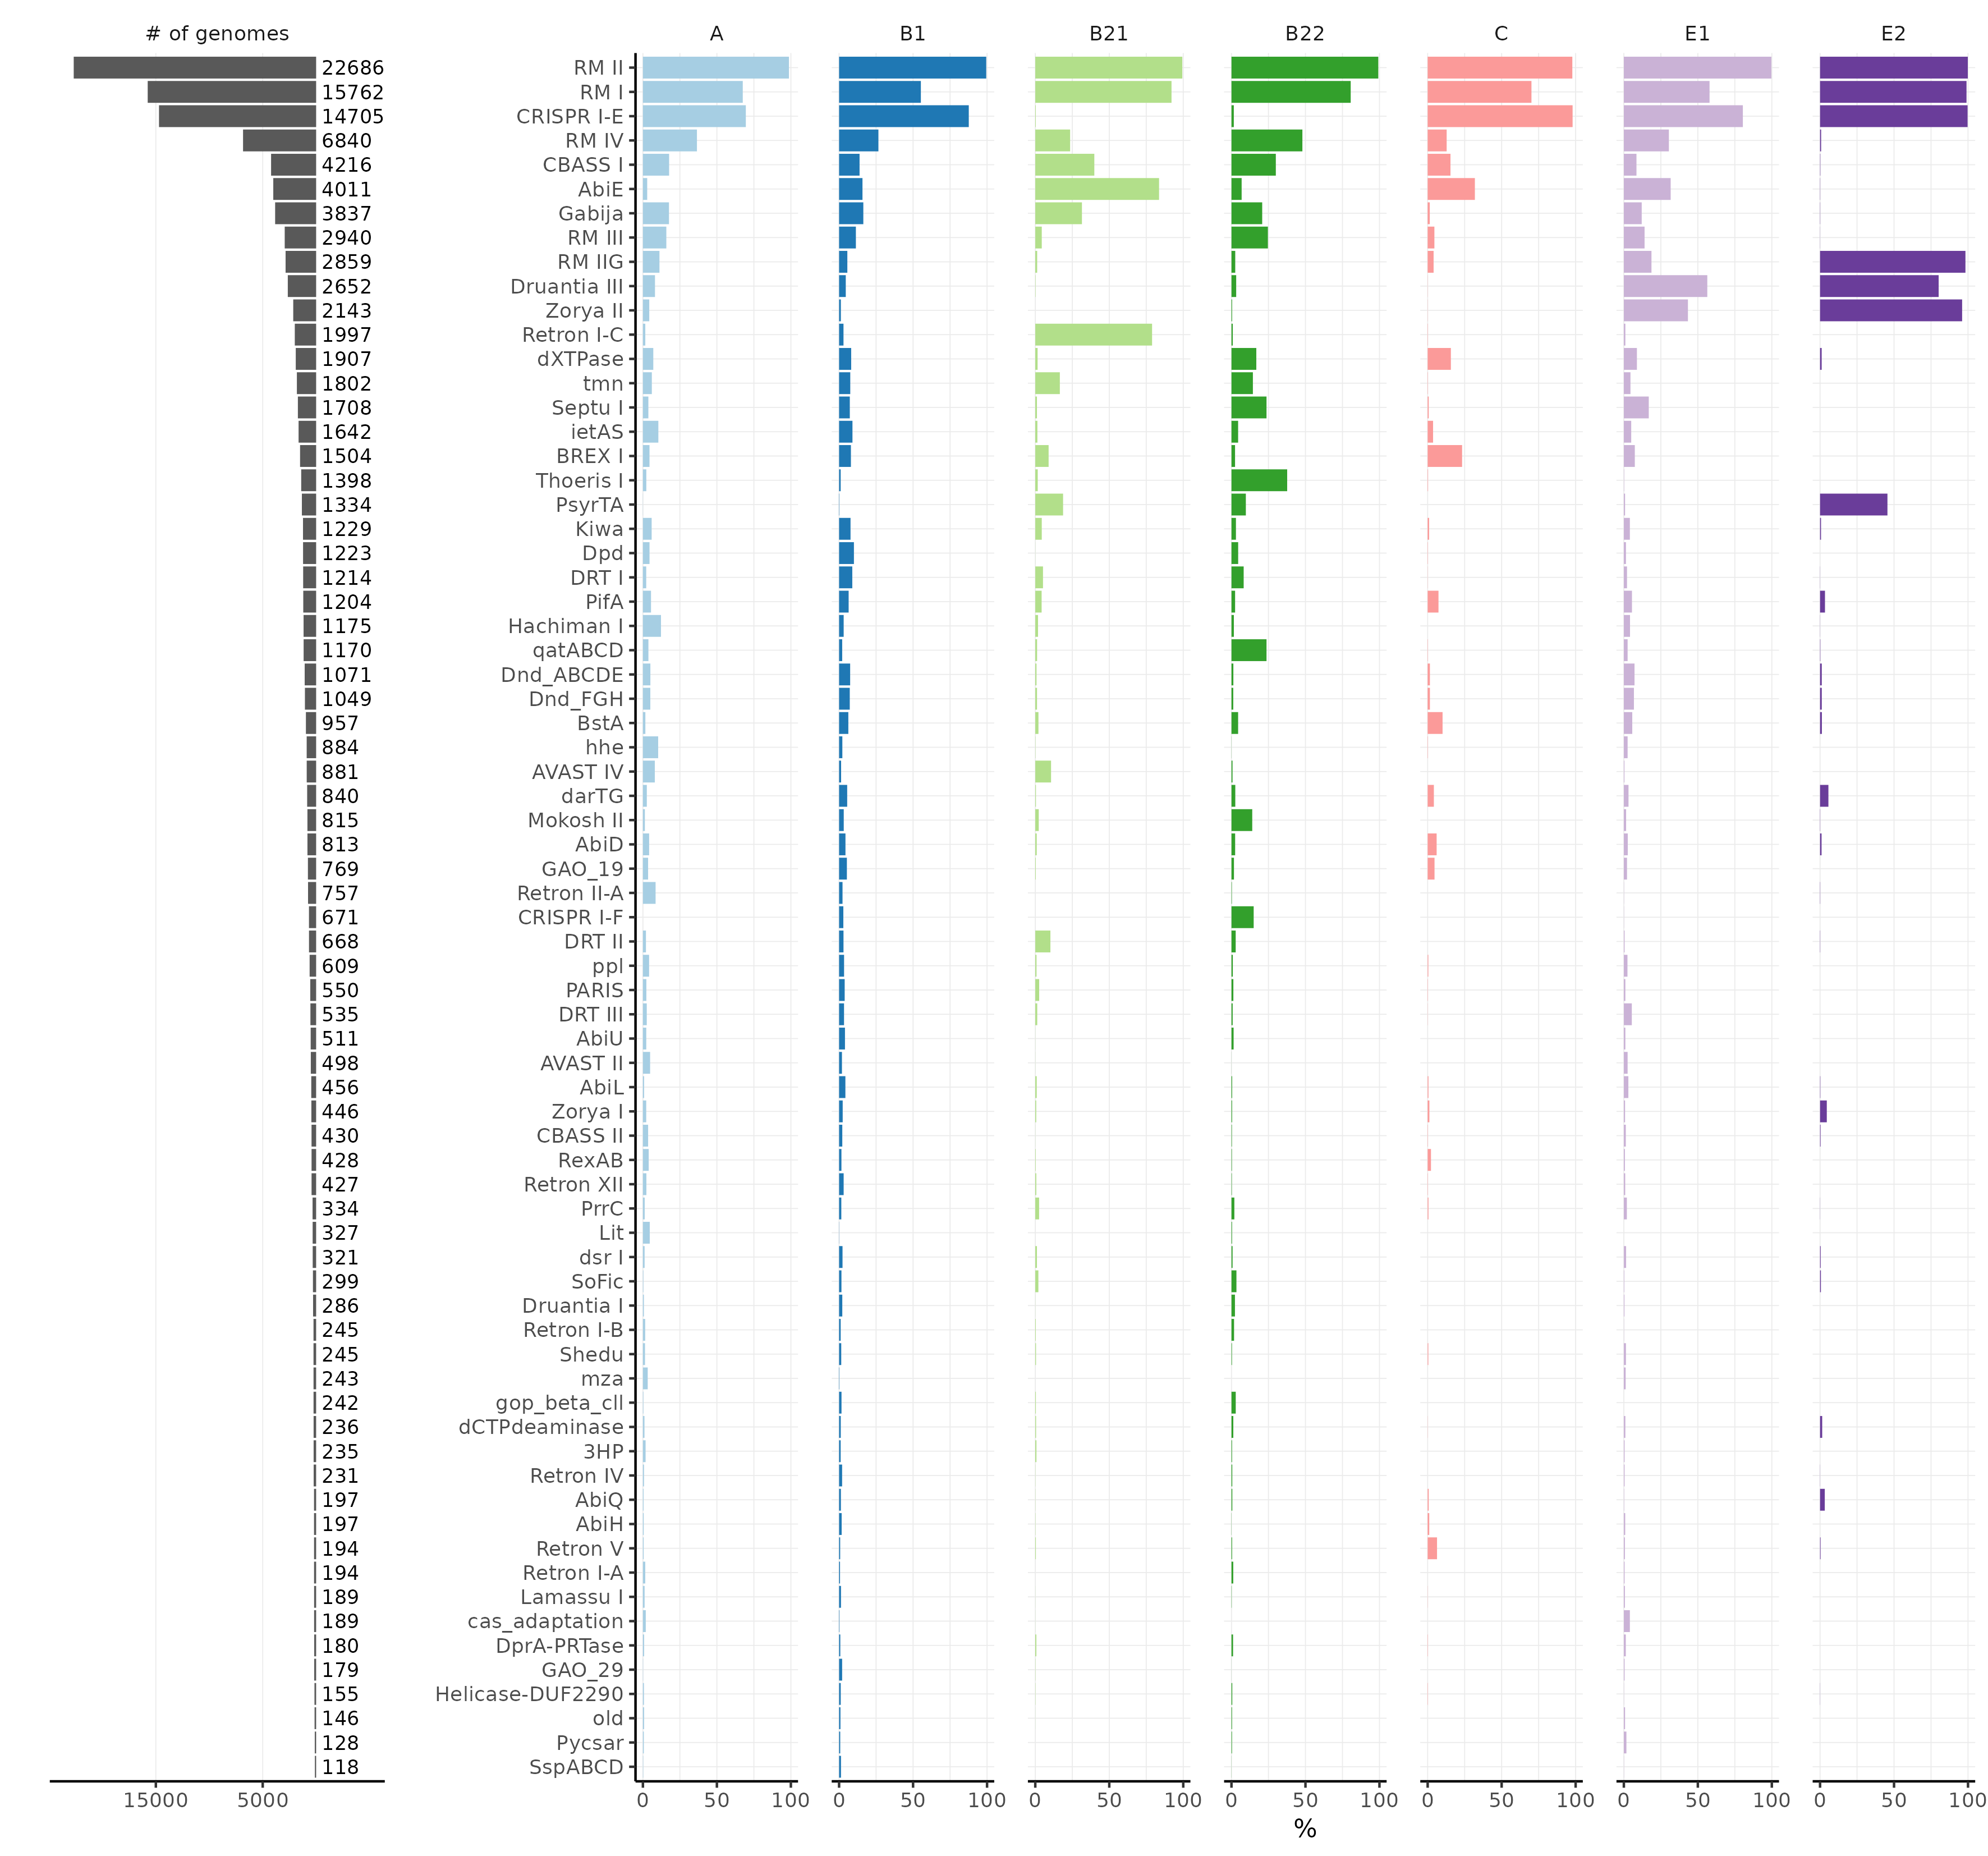 # of genomes A B1 B21 B22 C E1 E2
22686 RM II
15762 RM I
14705 CRISPR I-E
6840 RM IV
4216 CBASS I
4011 AbiE
3837 Gabija
2940 RM III
2859 RM IIG
2652 Druantia III
2143 Zorya II
1997 Retron I-C
1907 dXTPase
1802 tmn
1708 Septu I
1642 ietAS
1504 BREX I
1398 Thoeris I
1334 PsyrTA
1229 Kiwa
1223 Dpd
1214 DRT I
1204 PifA
1175 Hachiman I
1170 qatABCD
1071 Dnd_ABCDE
1049 Dnd_FGH
957 BstA
884 hhe
881 AVAST IV
840 darTG
815 Mokosh II
813 AbiD
769 GAO_19
757 Retron II-A
671 CRISPR I-F
668 DRT II
609 ppl
550 PARIS
535 DRT III
511 AbiU
498 AVAST II
456 AbiL
446 Zorya I
430 CBASS II
428 RexAB
427 Retron XII
334 PrrC
327 Lit
321 dsr I
299 SoFic
286 Druantia I
245 Retron I-B
245 Shedu
243 mza
242 gop_beta_cll
236 dCTPdeaminase
235 3HP
231 Retron IV
197 AbiQ
197 AbiH
194 Retron V
194 Retron I-A
189 Lamassu I
189 cas_adaptation
180 DprA-PRTase
179 GAO_29
155 Helicase-DUF2290
146 old
128 Pycsar
118 SspABCD
15000 5000 0 50 100 0 50 100 0 50 100 0 50 100 0 50 100 0 50 100 0 50 100
%